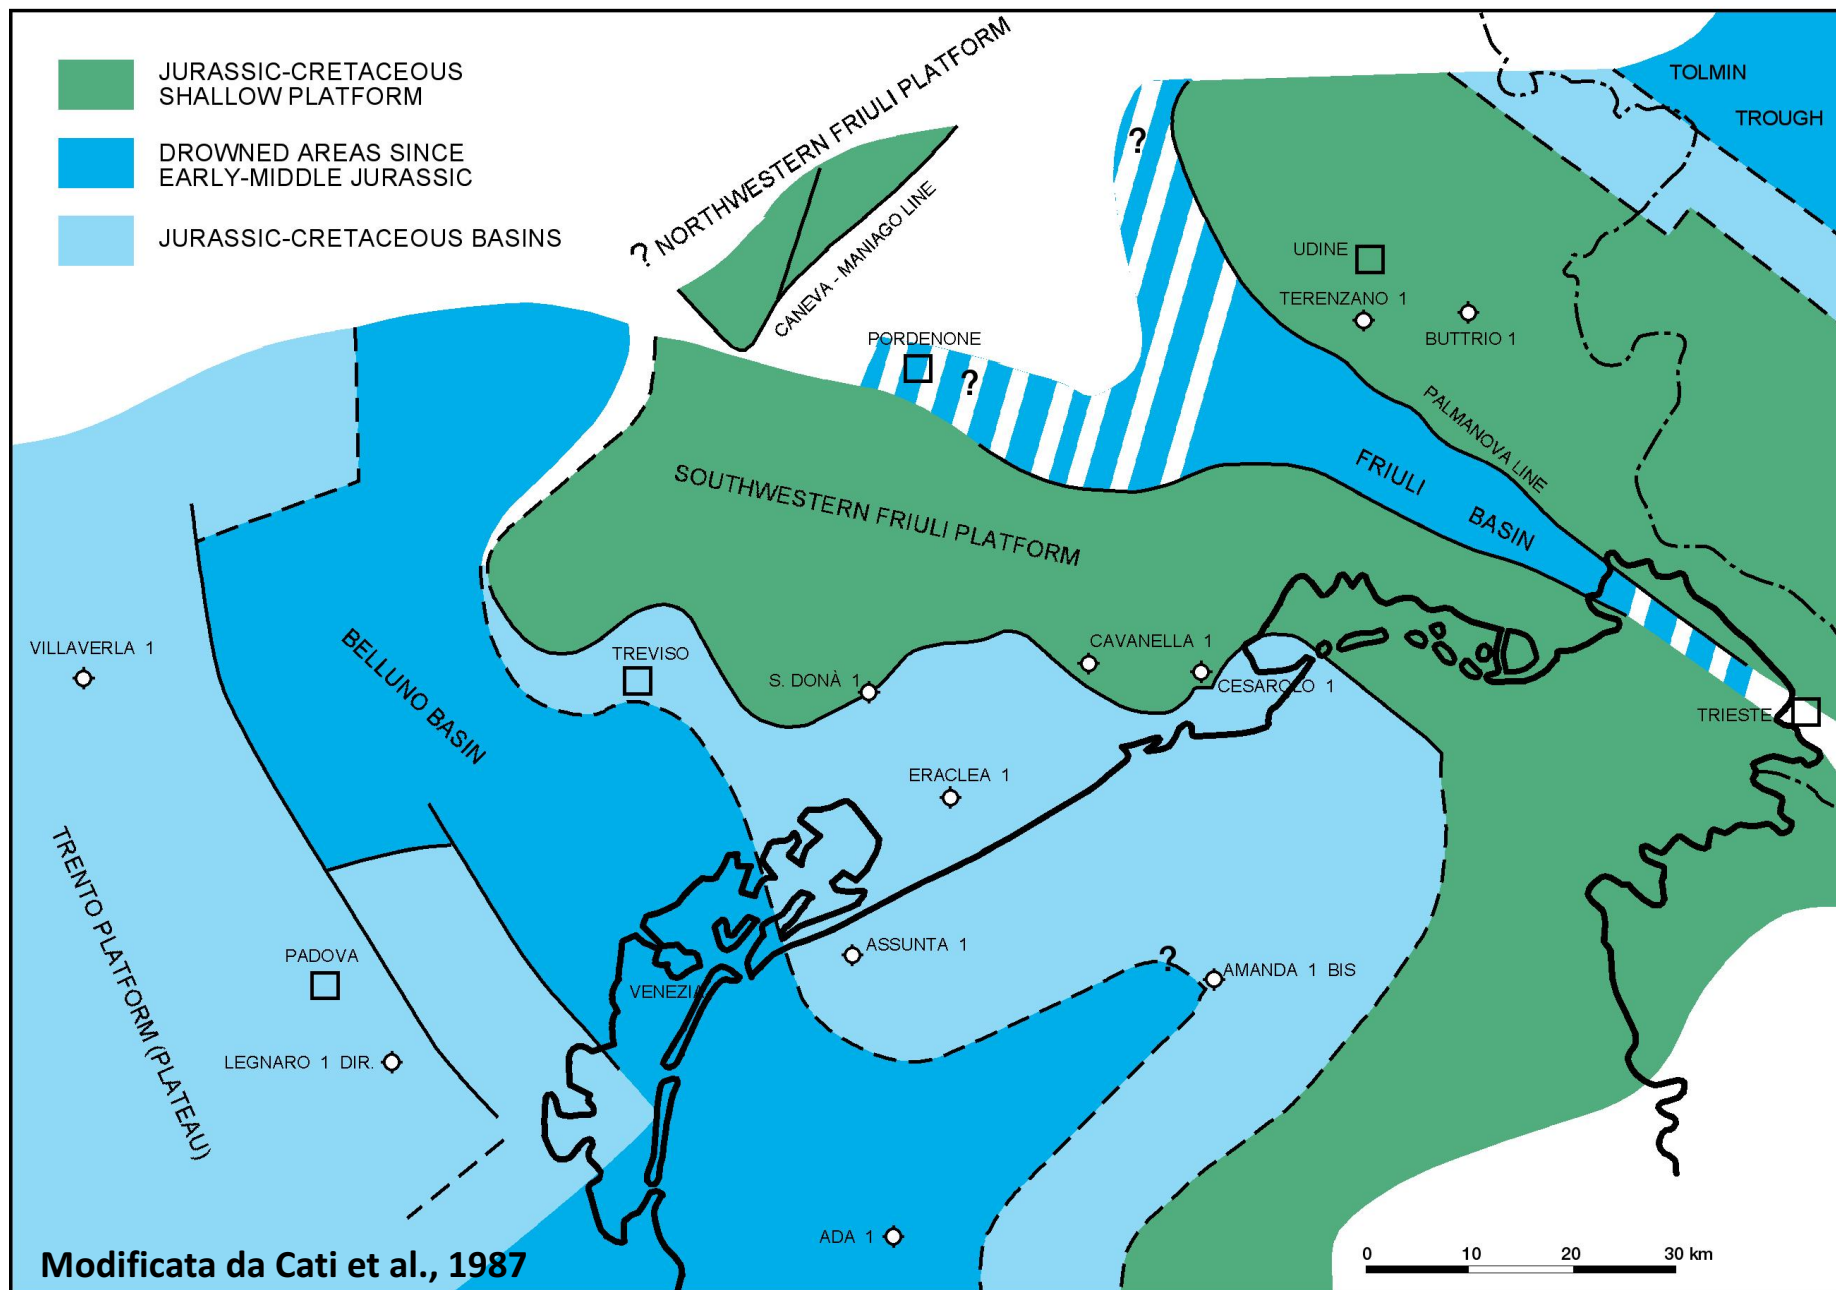 JURASSIC-CRETACEOUS
SHALLOW PLATFORM
DROWNED AREAS SINCE
EARLY-MIDDLE JURASSIC
JURASSIC-CRETACEOUS BASINS
? NORTHWESTERN FRIULI PLATFORM
CANEVA - MANIAGO LINE
TOLMIN
TROUGH
?
UDINE
TERENZANO 1
BUTTRIO 1
PORDENONE
?
PALMANOVA LINE
FRIULI
BASIN
SOUTHWESTERN FRIULI PLATFORM
VILLAVERLA 1
BELLUNO BASIN
TREVISO
S. DONÀ 1
CAVANELLA 1
CESAROLO 1
TRIESTE
ERACLEA 1
TRENTO PLATFORM (PLATEAU)
PADOVA
ASSUNTA 1
?
AMANDA 1 BIS
VENEZIA
LEGNARO 1 DIR.
ADA 1
0 10 20 30 km
Modificata da Cati et al., 1987